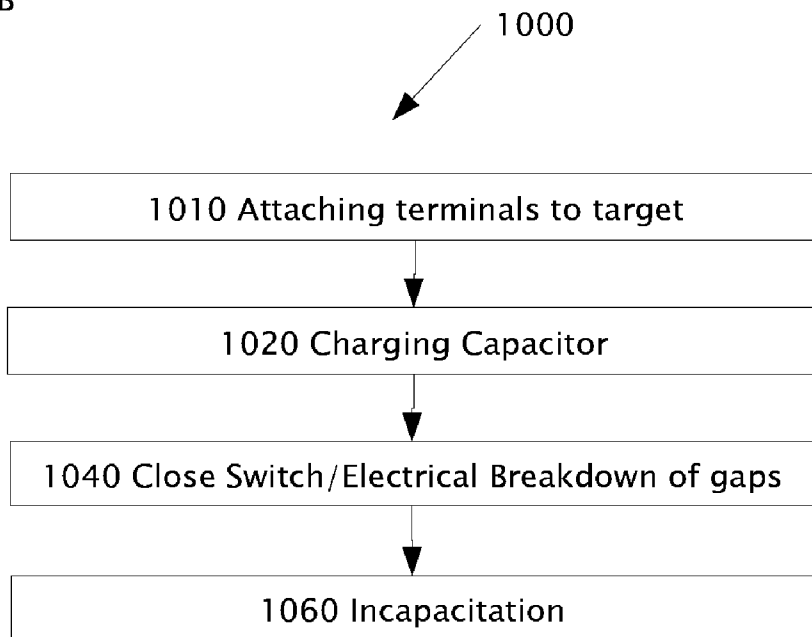 B
1000
1010 Attaching terminals to target
1020 Charging Capacitor
1040 Close Switch/Electrical Breakdown of gaps
1060 Incapacitation